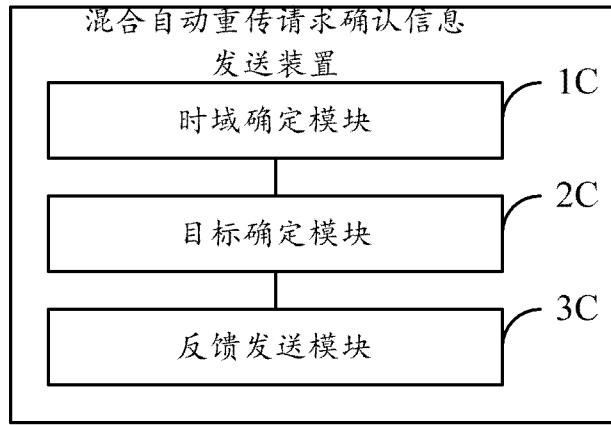 混合自动重传请求确认信息
发送装置
时域确定模块
1C
目标确定模块
2C
反馈发送模块
3C